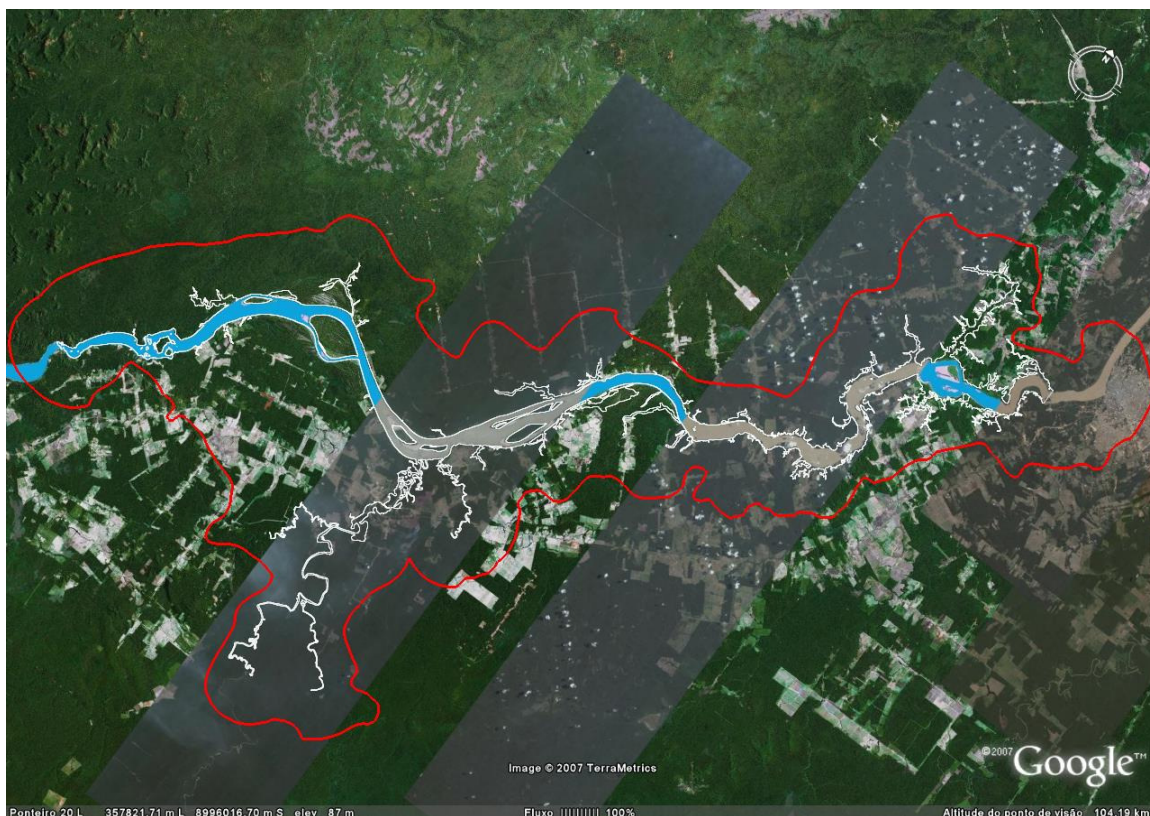 N
©2007 Google™
Image © 2007 TerraMetrics
Ponteiro 20 L 357821.71 m L 8996016.70 m S elev 87 m Fluxo ||||||||| 100% Altitude do ponto de visão 104.19 km